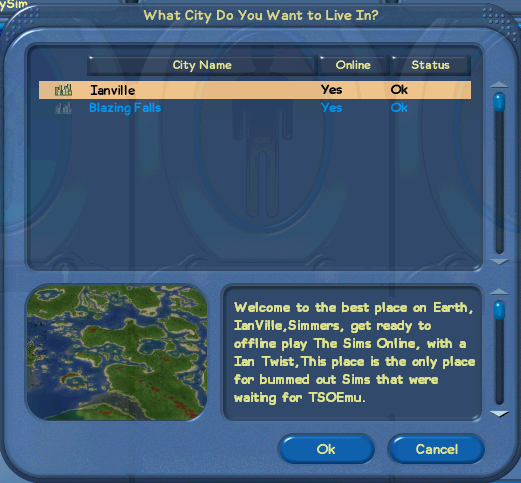 ySim
What City Do You Want to Live In?
City Name Online Status
Ianville Yes Ok
Blazing Falls Yes Ok
Welcome to the best place on Earth,
IanVille,Simmers, get ready to
offline play The Sims Online, with a
Ian Twist,This place is the only place
for bummed out Sims that were
waiting for TSOEmu.
Ok Cancel